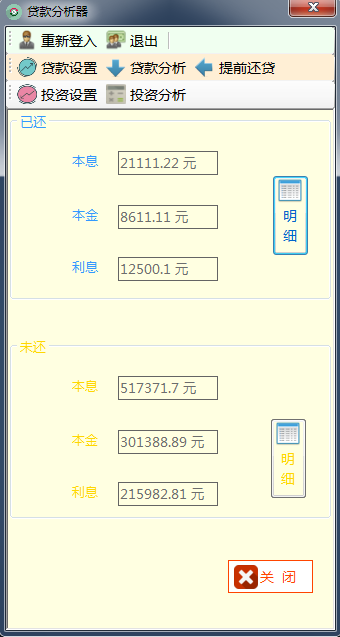 贷款分析器
重新登入 退出
贷款设置 贷款分析 提前还贷
投资设置 投资分析
已还
本息 21111.22 元
本金 8611.11 元
利息 12500.1 元
明
细
未还
本息 517371.7 元
本金 301388.89 元
利息 215982.81 元
明
细
关 闭